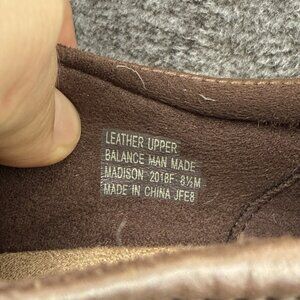 LEATHER UPPER
BALANCE MAN MADE
MADISON 2018F 8½M
MADE IN CHINA JFE8